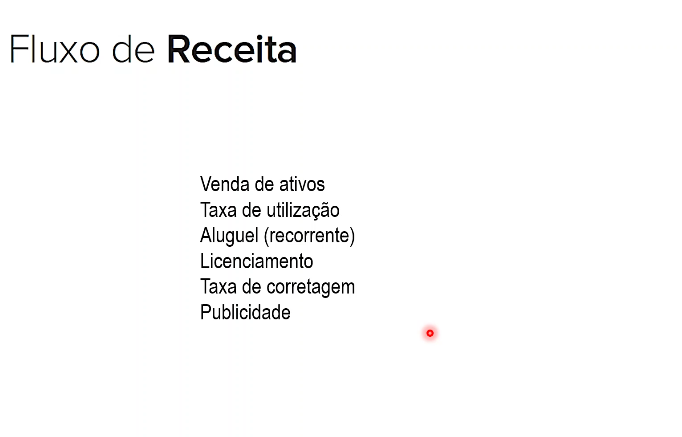 Fluxo de Receita
Venda de ativos
Taxa de utilização
Aluguel (recorrente)
Licenciamento
Taxa de corretagem
Publicidade